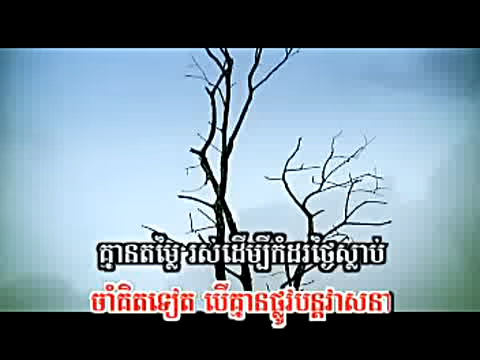 គ្មានតម្លៃ រស់ដើម្បីកំដរថ្ងៃស្លាប់
ចាំគិតទៀត បើគ្មានផ្លូវបន្តវាសនា